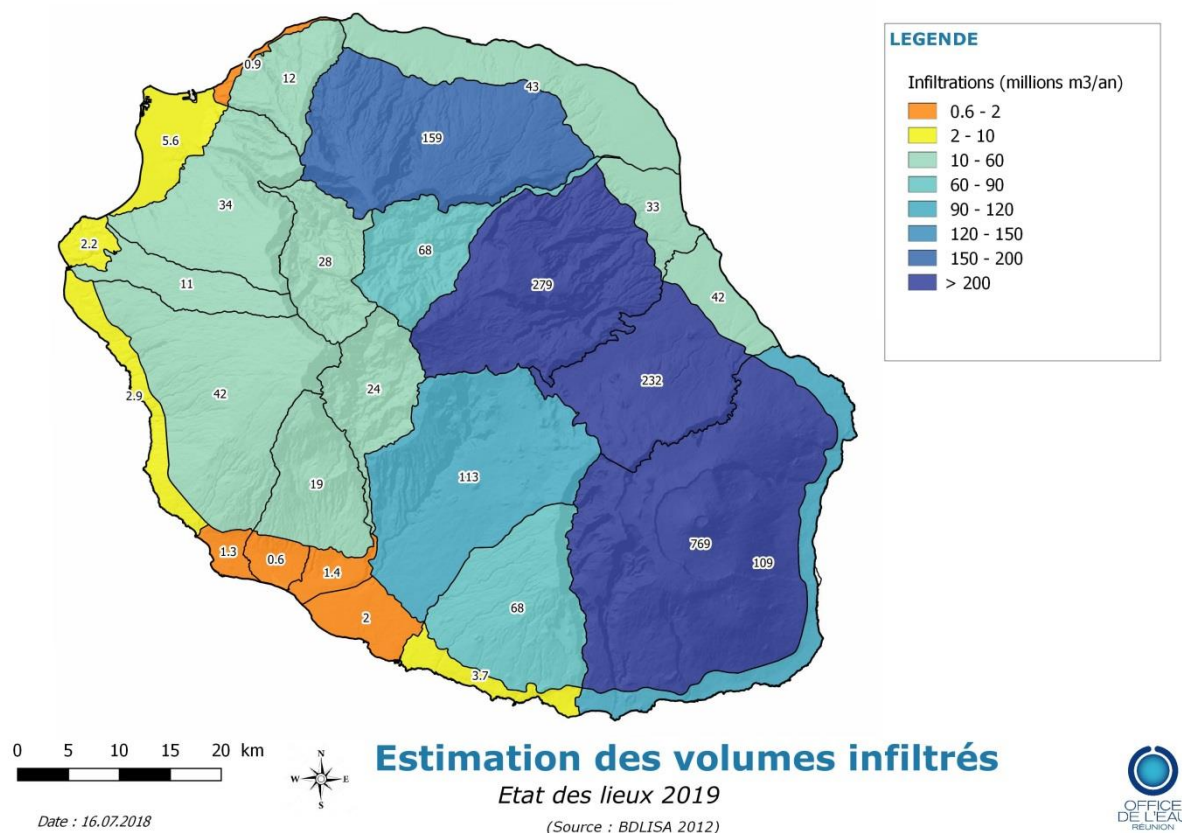 LEGENDE
Infiltrations (millions m3/an)
0.6 - 2
2 - 10
10 - 60
60 - 90
90 - 120
120 - 150
150 - 200
> 200
0.9
12
43
5.6
159
34
33
2.2
28
68
11
279
42
232
24
42
2.9
113
19
769
109
1.3
0.6
1.4
68
2
3.7
0 5 10 15 20 km
N
W E
S
Estimation des volumes infiltrés
Etat des lieux 2019
(Source : BDLISA 2012)
Date : 16.07.2018
OFFICE
DE L'EAU
RÉUNION